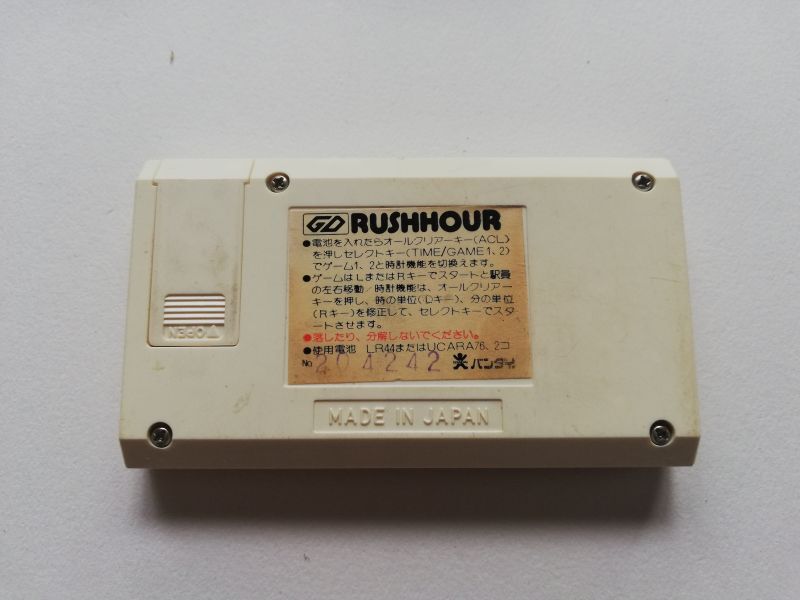 GD RUSHHOUR
●電池を入れたらオールクリアーキー(ACL)
を押しセレクトキー(TIME/GAME1、2)
でゲーム1、2と時計機能を切換えます。
●ゲームはLまたはRキーでスタートと駅員
の左右移動/時計機能は、オールクリアー
キーを押し、時の単位(Dキー)、分の単位
(Rキー)を修正して、セレクトキーでスタ
ートさせます。
●落したり、分解しないでください。
●使用電池 LR44またはUCARA76、2コ
No 204242 バンダイ
OPEN
MADE IN JAPAN